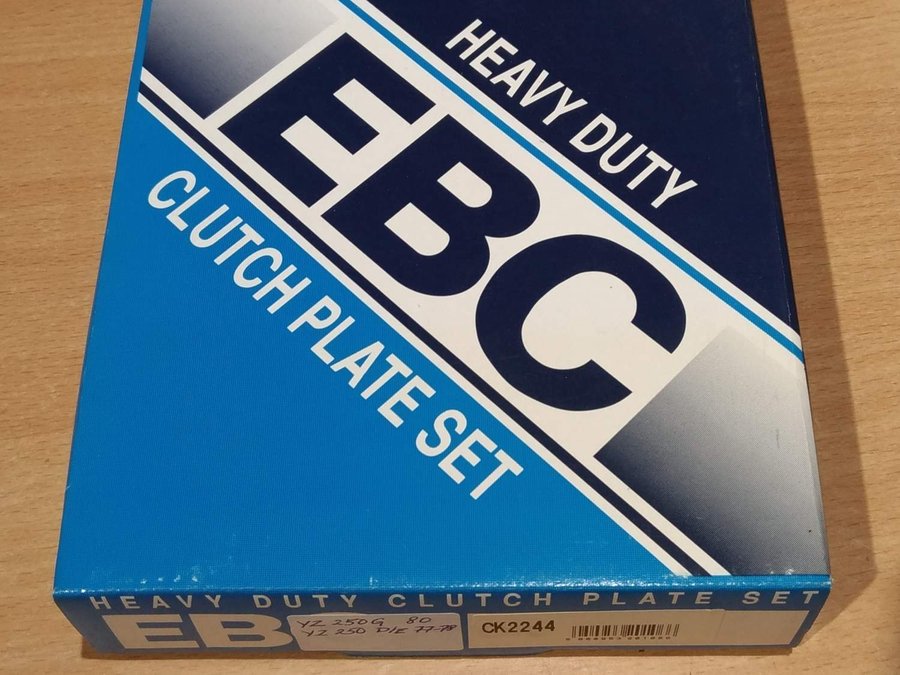 HEAVY DUTY
EBC
CLUTCH PLATE SET
HEAVY DUTY CLUTCH PLATE SET
EB
YZ 250G 80
YZ 250 D/E 77-78
CK2244